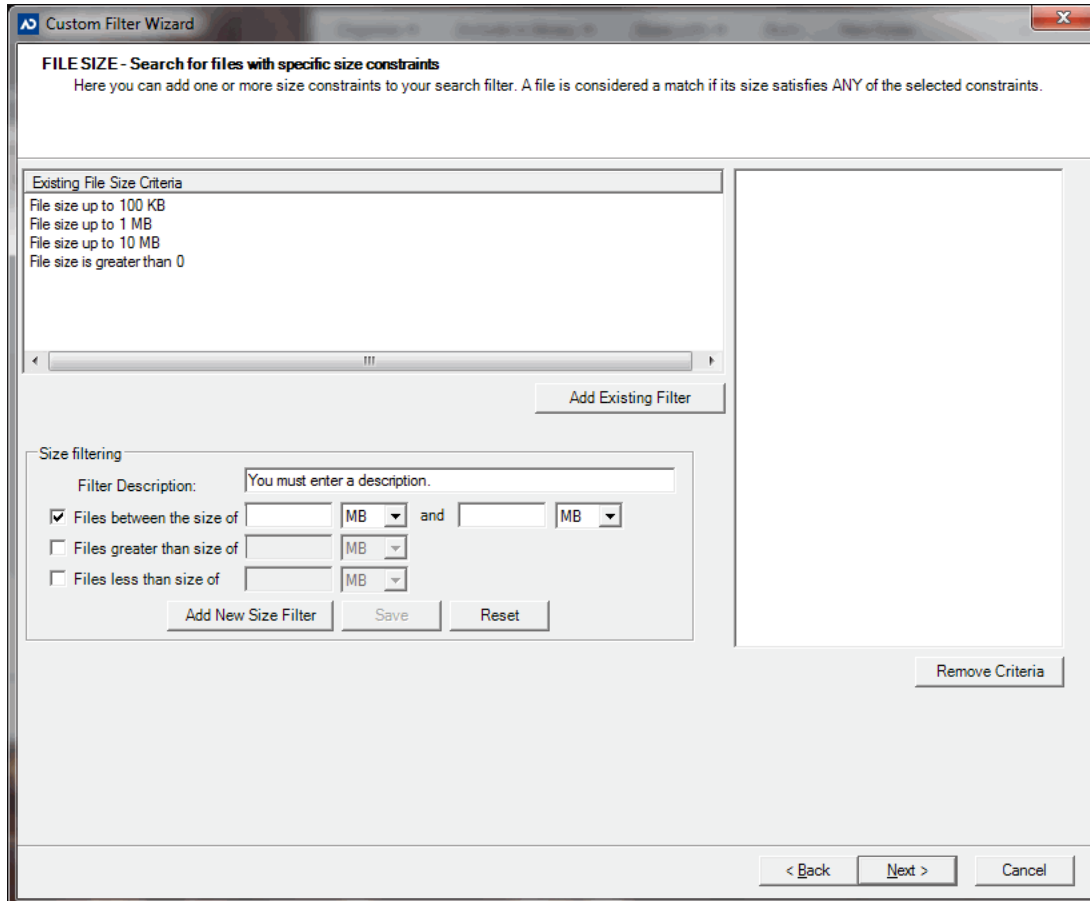 Custom Filter Wizard
FILE SIZE - Search for files with specific size constraints
Here you can add one or more size constraints to your search filter. A file is considered a match if its size satisfies ANY of the selected constraints.
Existing File Size Criteria
File size up to 100 KB
File size up to 1 MB
File size up to 10 MB
File size is greater than 0
Add Existing Filter
Size filtering
Filter Description: You must enter a description.
Files between the size of MB and MB
Files greater than size of MB
Files less than size of MB
Add New Size Filter Save Reset
Remove Criteria
< Back Next > Cancel